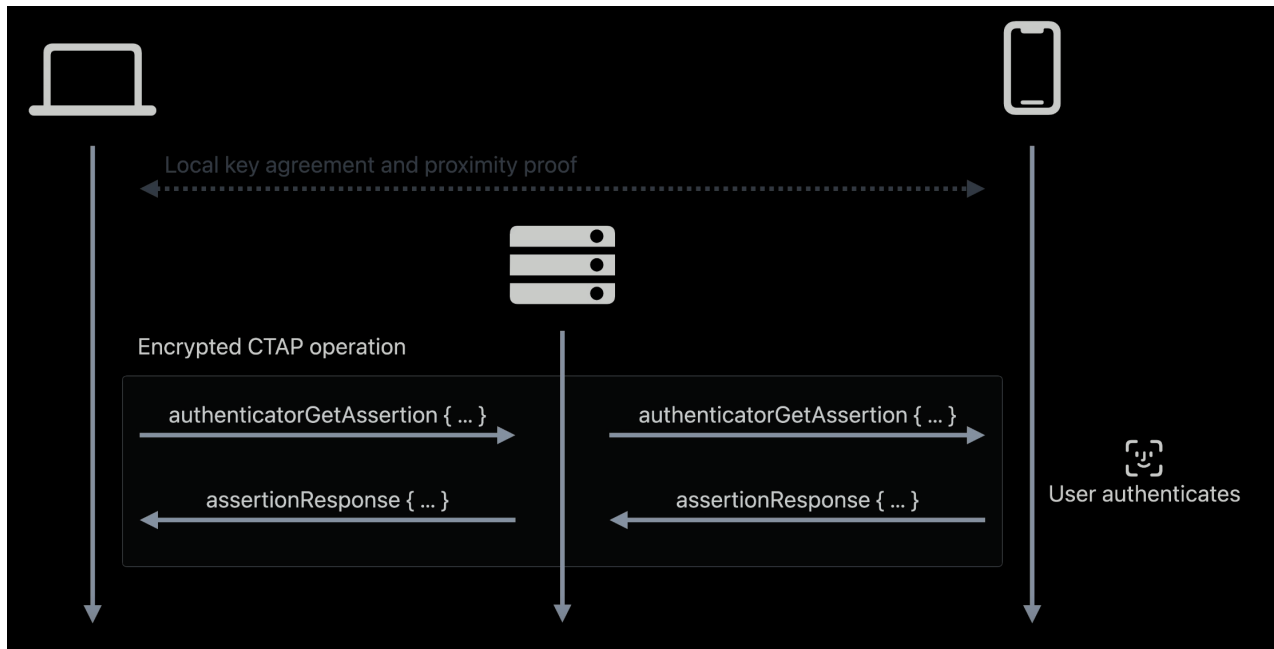 Local key agreement and proximity proof
Encrypted CTAP operation
authenticatorGetAssertion { ... }
authenticatorGetAssertion { ... }
assertionResponse { ... }
assertionResponse { ... }
User authenticates